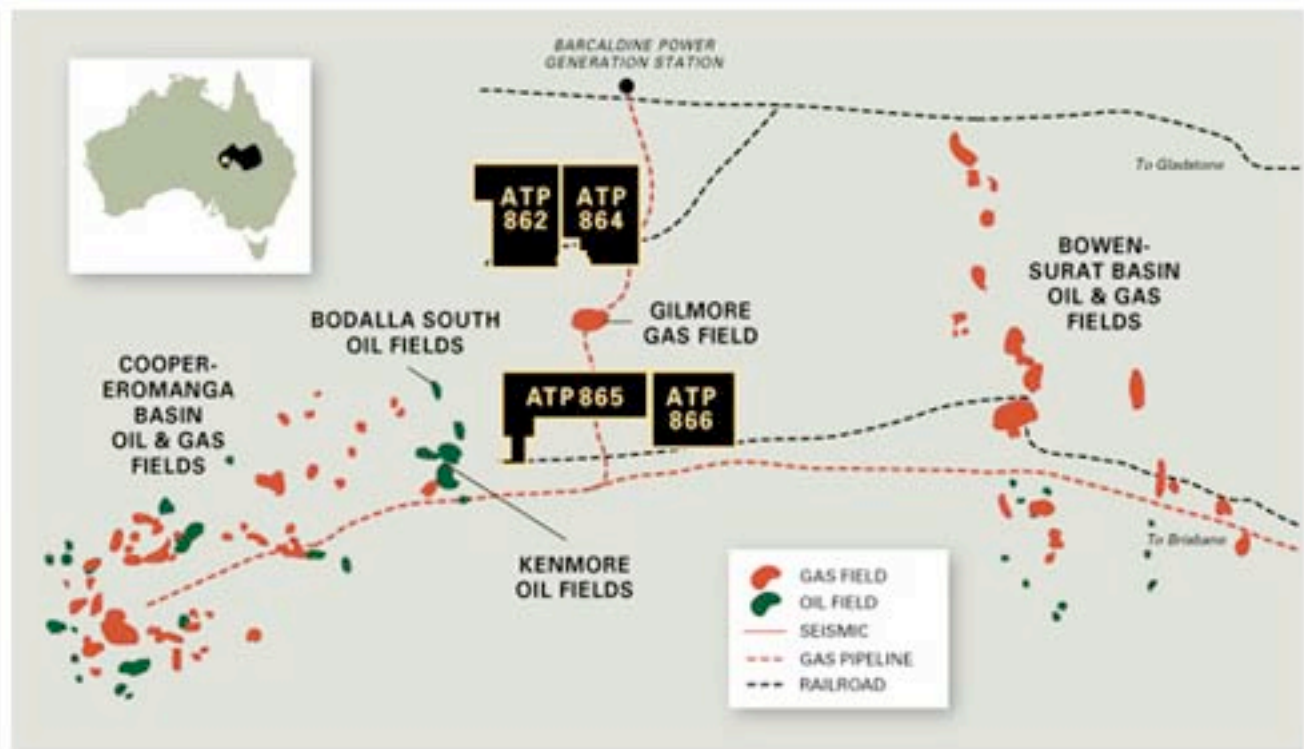 BARCALDINE POWER
GENERATION STATION
To Gladstone
ATP
862
ATP
864
BOWEN-
SURAT BASIN
OIL & GAS
FIELDS
GILMORE
GAS FIELD
BODALLA SOUTH
OIL FIELDS
COOPER-
EROMANGA
BASIN
OIL & GAS
FIELDS
ATP 865
ATP
866
KENMORE
OIL FIELDS
To Brisbane
GAS FIELD
OIL FIELD
SEISMIC
GAS PIPELINE
RAILROAD